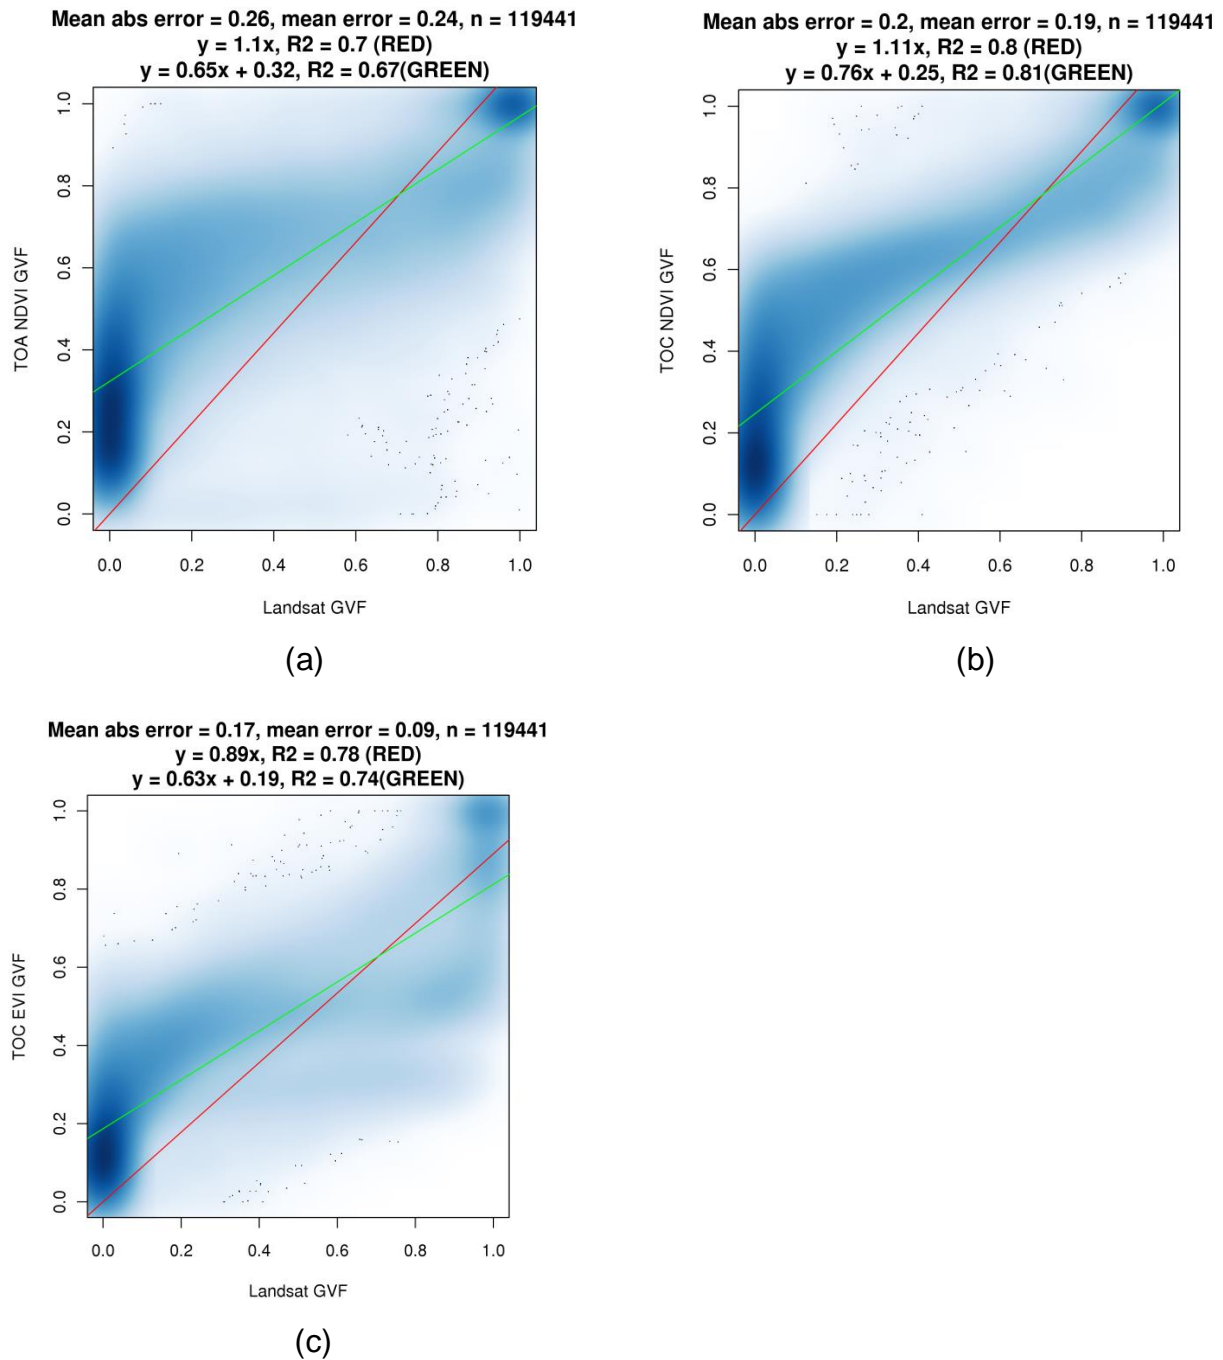 Mean abs error = 0.26, mean error = 0.24, n = 119441
y = 1.1x, R2 = 0.7 (RED)
y = 0.65x + 0.32, R2 = 0.67(GREEN)
TOA NDVI GVF
1.0
0.8
0.6
0.4
0.2
0.0
0.0 0.2 0.4 0.6 0.8 1.0
Landsat GVF
(a)
Mean abs error = 0.2, mean error = 0.19, n = 119441
y = 1.11x, R2 = 0.8 (RED)
y = 0.76x + 0.25, R2 = 0.81(GREEN)
TOC NDVI GVF
1.0
0.8
0.6
0.4
0.2
0.0
0.0 0.2 0.4 0.6 0.8 1.0
Landsat GVF
(b)
Mean abs error = 0.17, mean error = 0.09, n = 119441
y = 0.89x, R2 = 0.78 (RED)
y = 0.63x + 0.19, R2 = 0.74(GREEN)
TOC EVI GVF
1.0
0.8
0.6
0.4
0.2
0.0
0.0 0.2 0.4 0.6 0.8 1.0
Landsat GVF
(c)